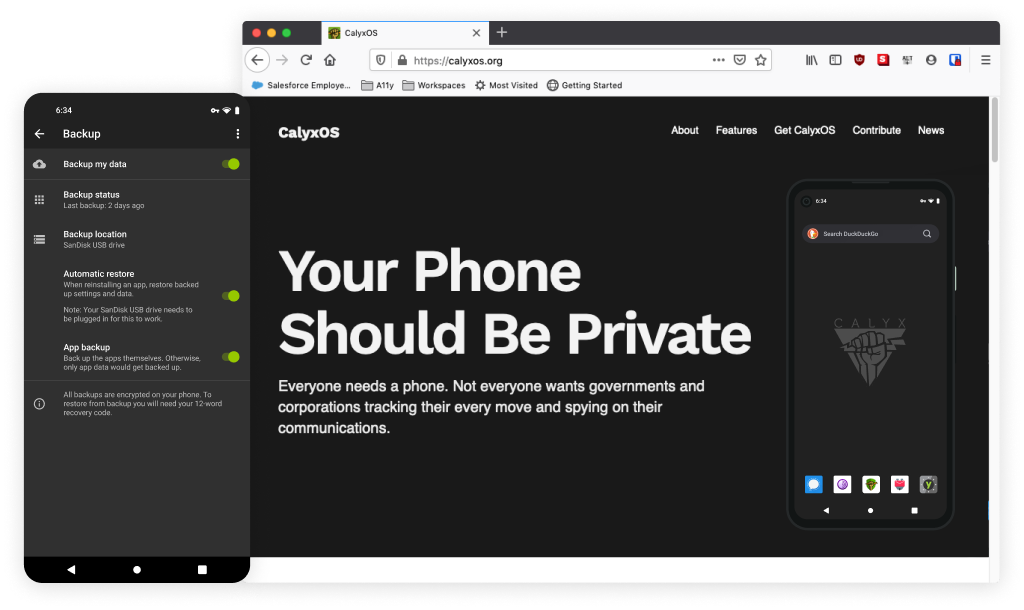 CalyxOS
https://calyxos.org
Salesforce Employe...
A11y
Workspaces
Most Visited
Getting Started
6:34
Backup
Backup my data
Backup status
Last backup: 2 days ago
Backup location
SanDisk USB drive
Automatic restore
When reinstalling an app, restore backed
up settings and data.
Note: Your SanDisk USB drive needs to
be plugged in for this to work.
App backup
Back up the apps themselves. Otherwise,
only app data would get backed up.
All backups are encrypted on your phone. To
restore from backup you will need your 12-word
recovery code.
CalyxOS
About
Features
Get CalyxOS
Contribute
News
Your Phone
Should Be Private
Everyone needs a phone. Not everyone wants governments and
corporations tracking their every move and spying on their
communications.
6:34
Search DuckDuckGo
CALYX